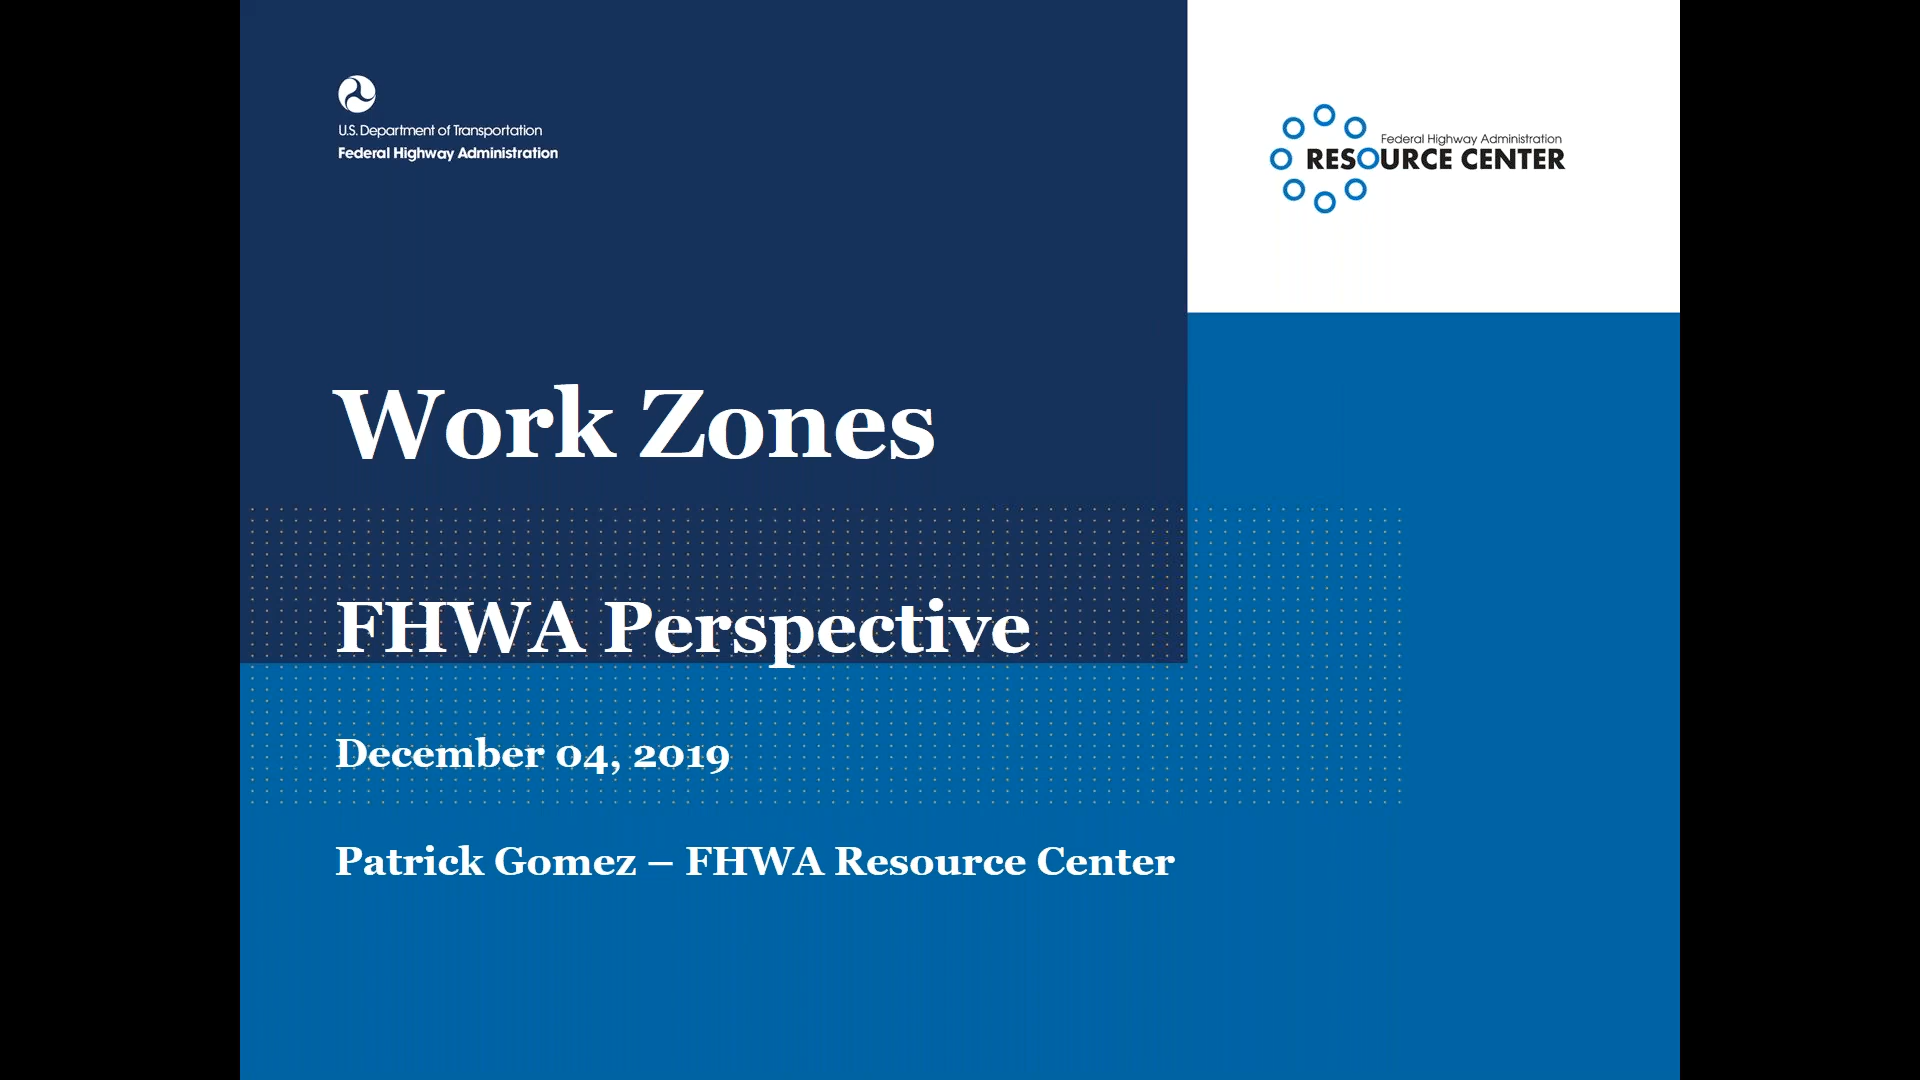 U.S. Department of Transportation
Federal Highway Administration
Federal Highway Administration
RESOURCE CENTER
Work Zones
FHWA Perspective
December 04, 2019
Patrick Gomez – FHWA Resource Center